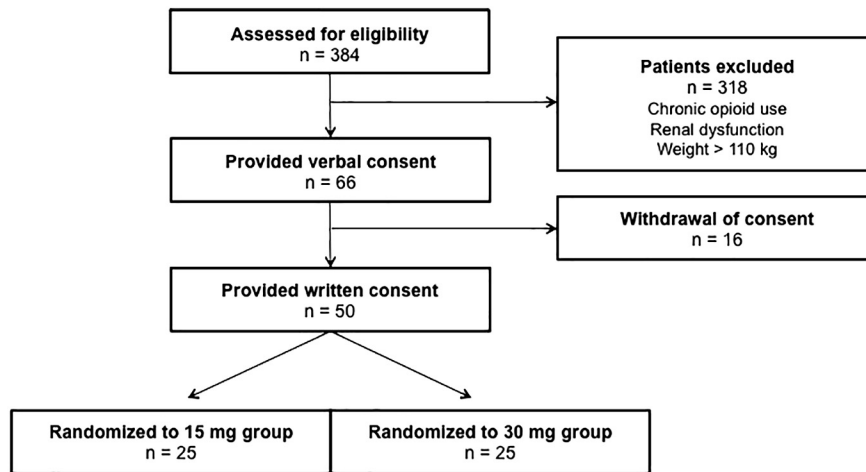 Assessed for eligibility
n = 384
Patients excluded
n = 318
Chronic opioid use
Renal dysfunction
Weight > 110 kg
Provided verbal consent
n = 66
Withdrawal of consent
n = 16
Provided written consent
n = 50
Randomized to 15 mg group
n = 25
Randomized to 30 mg group
n = 25